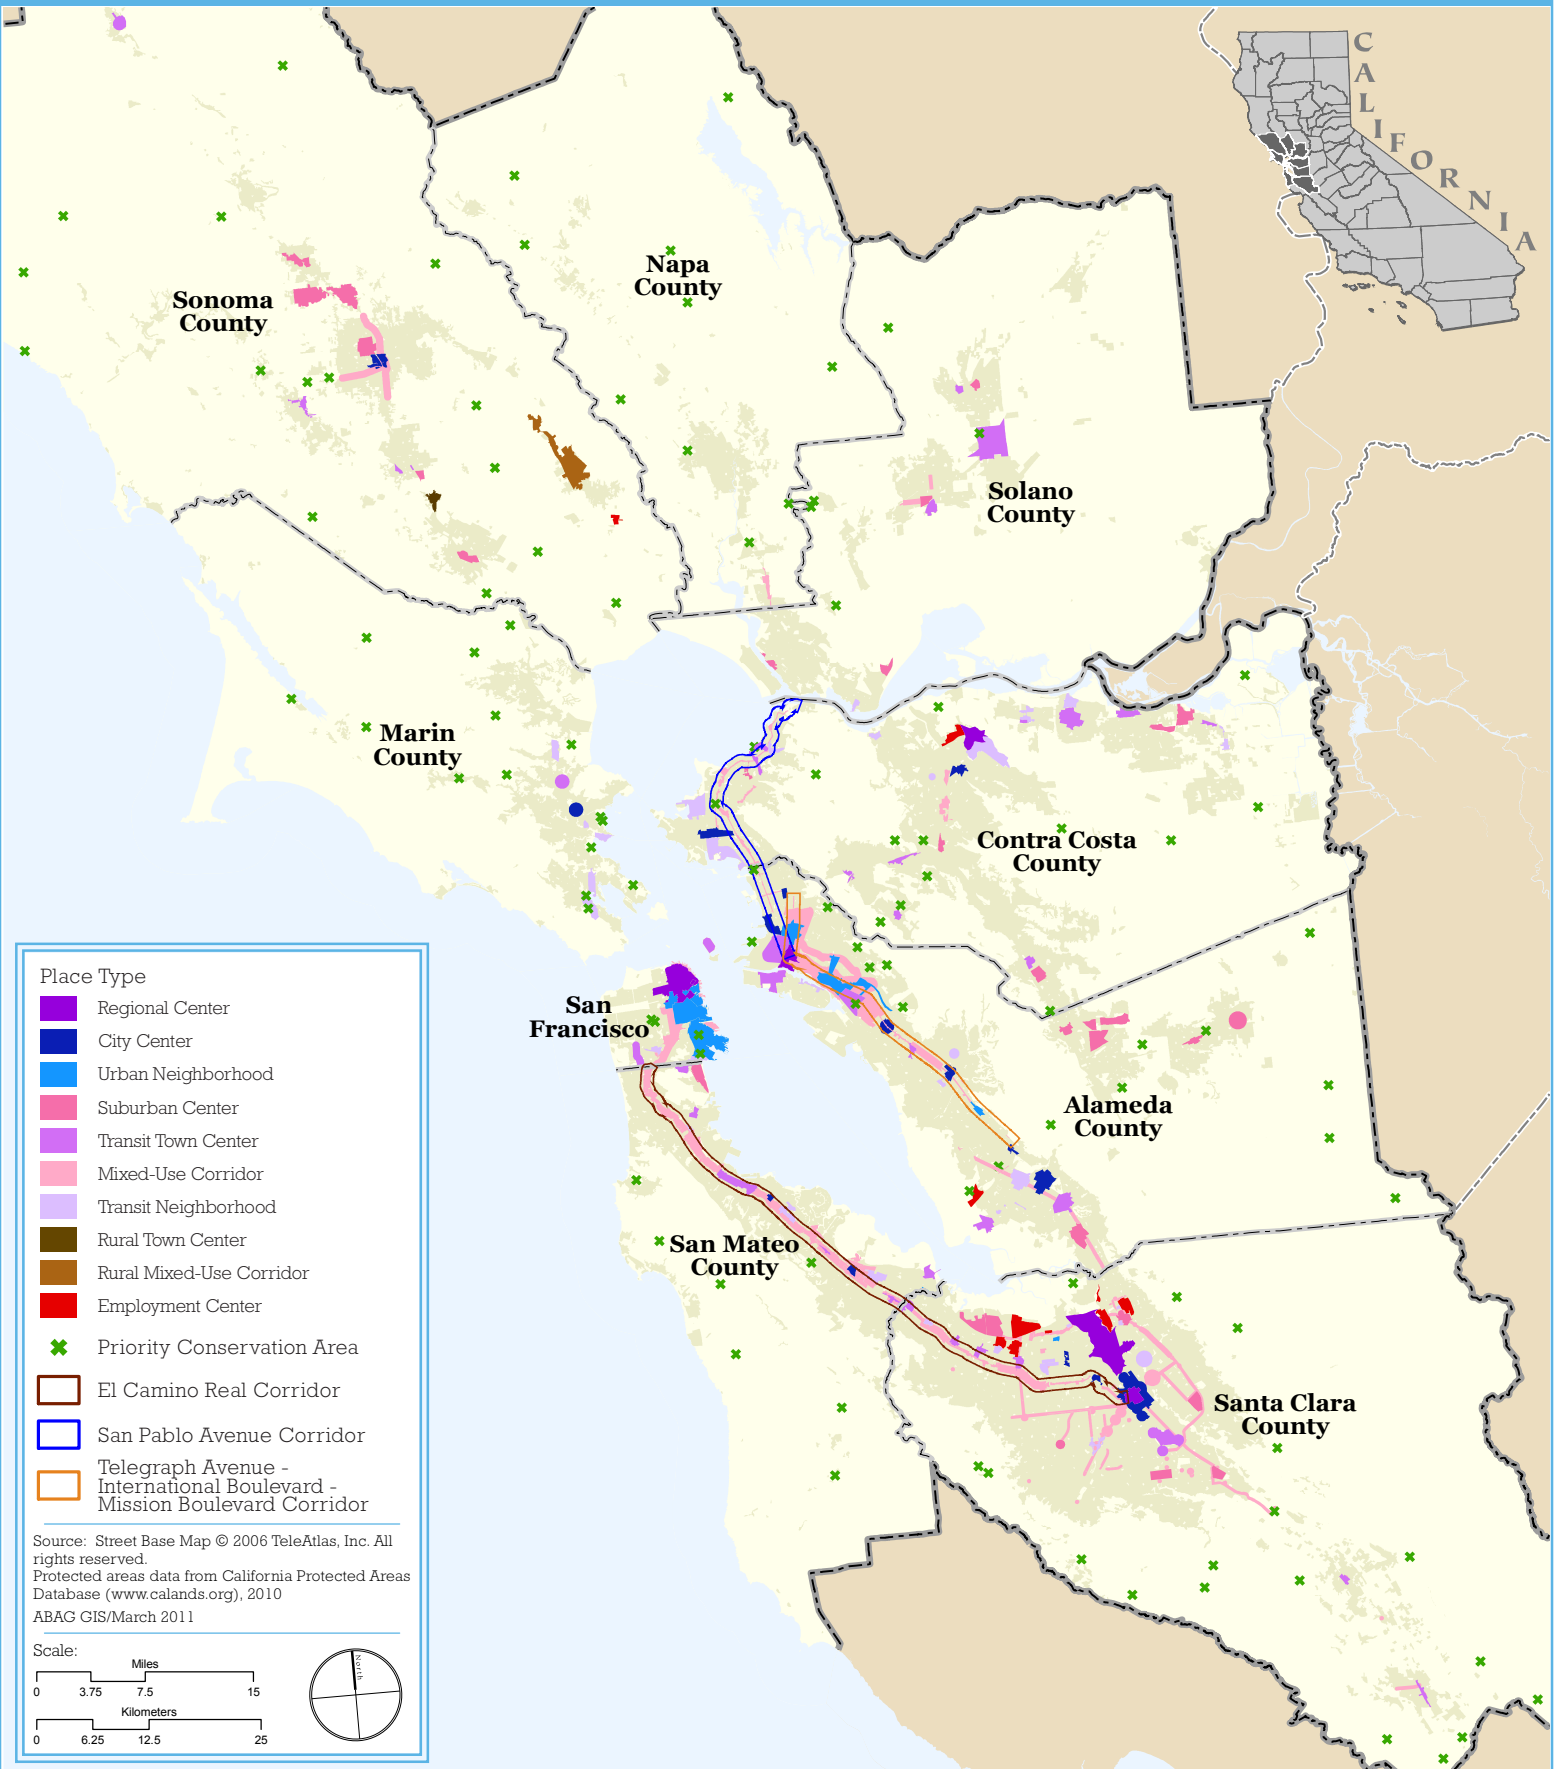 C
A
L
I
F
O
R
N
I
A
Napa
County
Sonoma
County
Solano
County
Marin
County
Contra Costa
County
San
Francisco
Alameda
County
San Mateo
County
Santa Clara
County
Place Type
Regional Center
City Center
Urban Neighborhood
Suburban Center
Transit Town Center
Mixed-Use Corridor
Transit Neighborhood
Rural Town Center
Rural Mixed-Use Corridor
Employment Center
Priority Conservation Area
El Camino Real Corridor
San Pablo Avenue Corridor
Telegraph Avenue -
International Boulevard -
Mission Boulevard Corridor
Source: Street Base Map © 2006 TeleAtlas, Inc. All
rights reserved.
Protected areas data from California Protected Areas
Database (www.calands.org), 2010
ABAG GIS/March 2011
Scale:
Miles
0 3.75 7.5 15
Kilometers
0 6.25 12.5 25
North